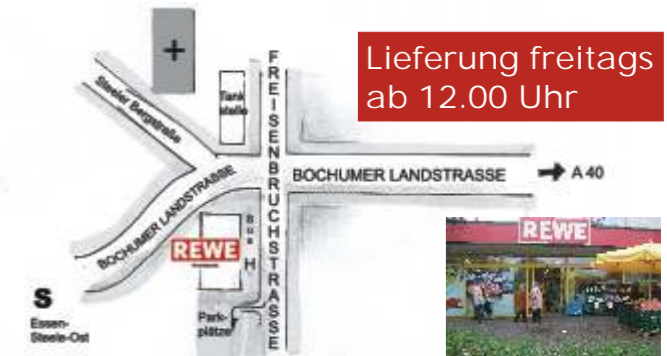 Lieferung freitags
ab 12.00 Uhr
+
Steeler Bergstraße
Tank
stelle
FREISENBRUCHSTRASSE
BOCHUMER LANDSTRASSE
A 40
BOCHUMER LANDSTRASSE
REWE
Bus
H
REWE
S
Essen-
Steele-Ost
Park-
plätze